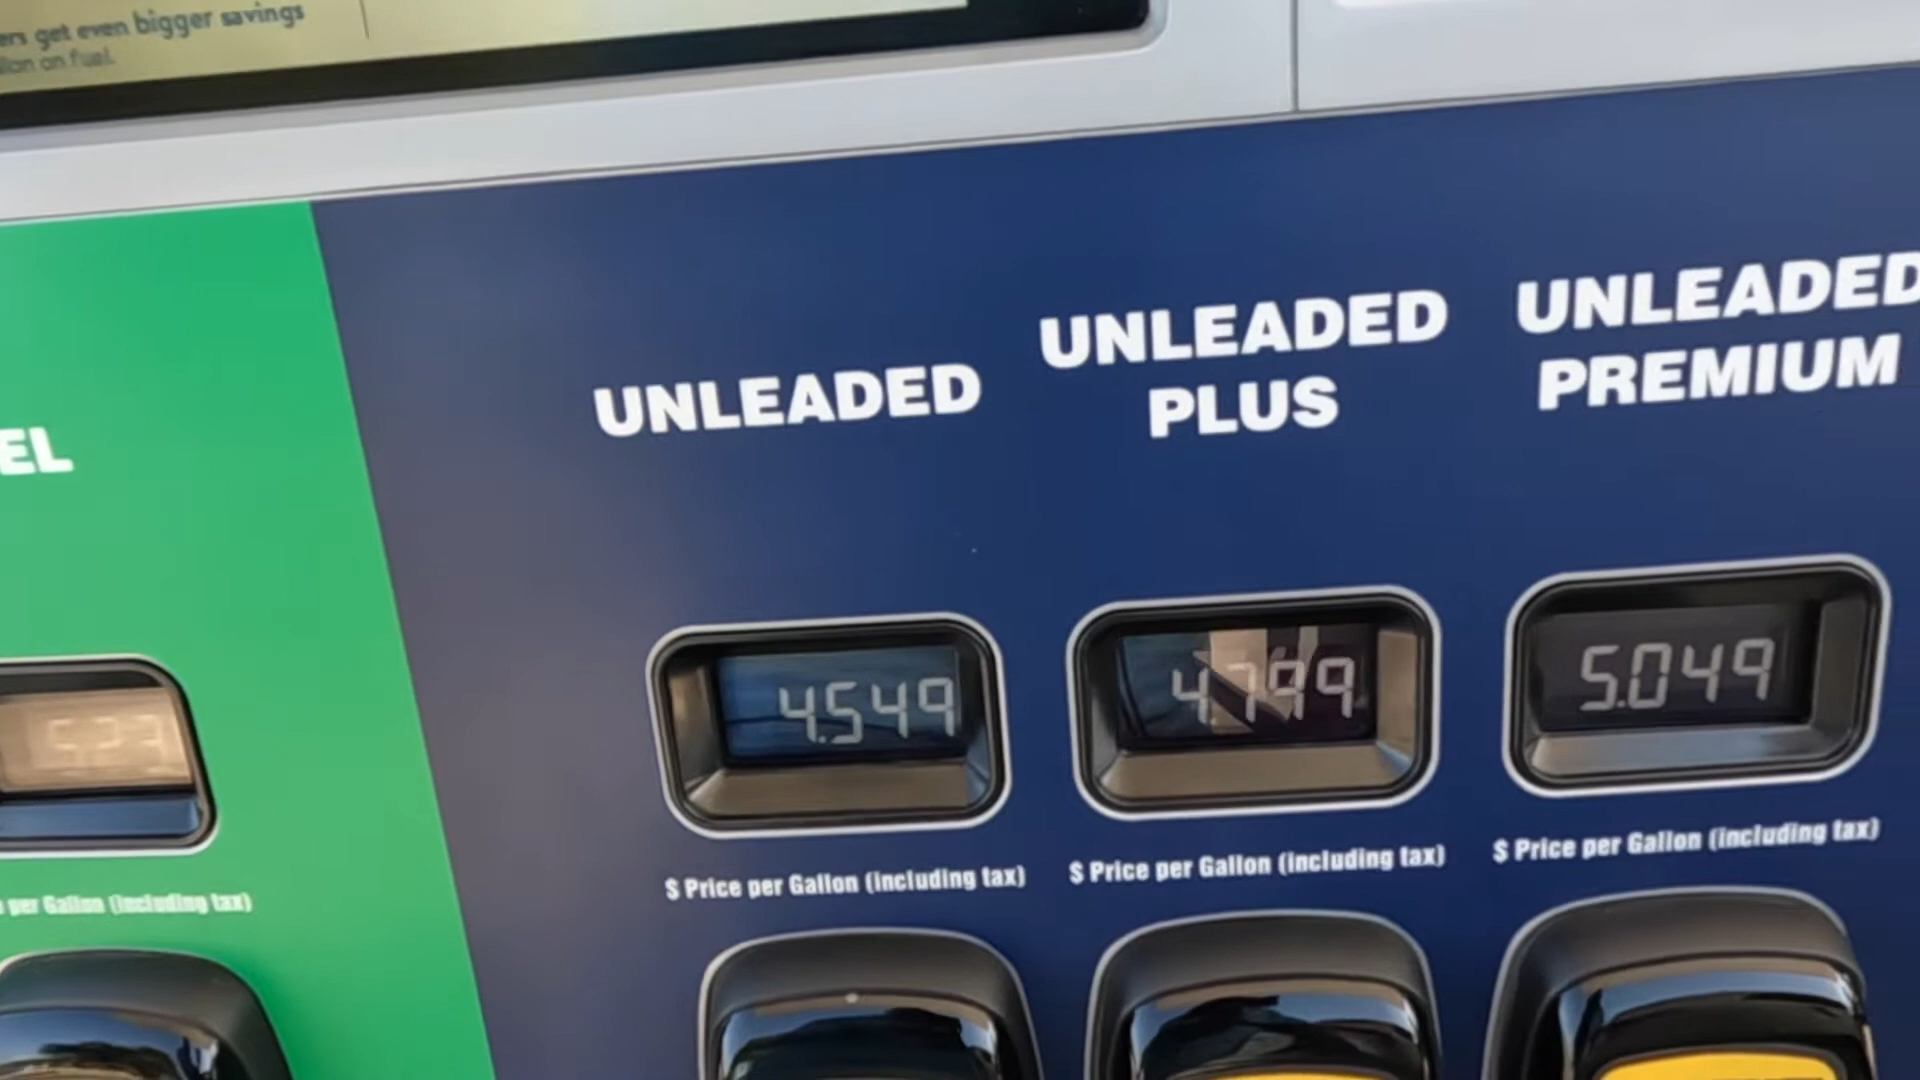 ers get even bigger savings
llon on fuel.
EL
UNLEADED
UNLEADED
PLUS
UNLEADED
PREMIUM
4.549
4.799
5.049
per Gallon (including tax)
$ Price per Gallon (including tax)
$ Price per Gallon (including tax)
$ Price per Gallon (including tax)